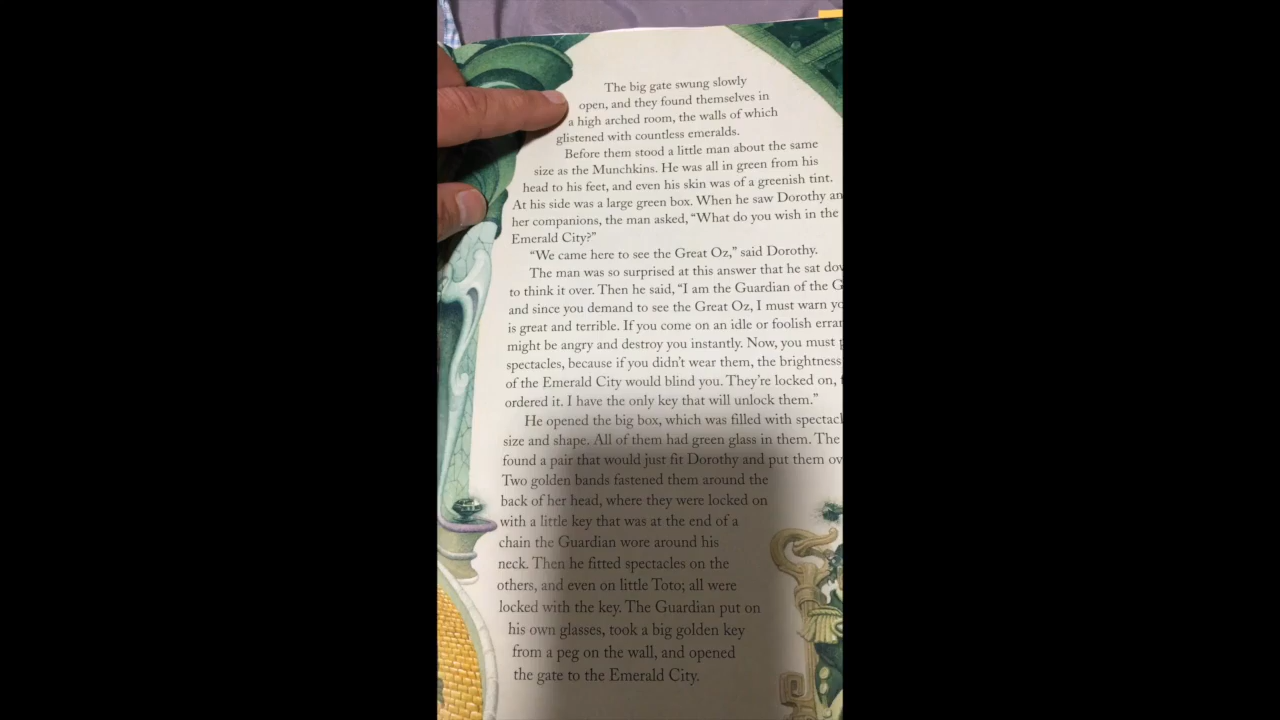 The big gate swung slowly
open, and they found themselves in
a high arched room, the walls of which
glistened with countless emeralds.
Before them stood a little man about the same
size as the Munchkins. He was all in green from his
head to his feet, and even his skin was of a greenish tint.
At his side was a large green box. When he saw Dorothy an
her companions, the man asked, “What do you wish in the
Emerald City?”
“We came here to see the Great Oz,” said Dorothy.
The man was so surprised at this answer that he sat dow
to think it over. Then he said, “I am the Guardian of the G
and since you demand to see the Great Oz, I must warn yo
is great and terrible. If you come on an idle or foolish erra
might be angry and destroy you instantly. Now, you must p
spectacles, because if you didn’t wear them, the brightness
of the Emerald City would blind you. They’re locked on,
ordered it. I have the only key that will unlock them.”
He opened the big box, which was filled with spectacl
size and shape. All of them had green glass in them. The
found a pair that would just fit Dorothy and put them ov
Two golden bands fastened them around the
back of her head, where they were locked on
with a little key that was at the end of a
chain the Guardian wore around his
neck. Then he fitted spectacles on the
others, and even on little Toto; all were
locked with the key. The Guardian put on
his own glasses, took a big golden key
from a peg on the wall, and opened
the gate to the Emerald City.